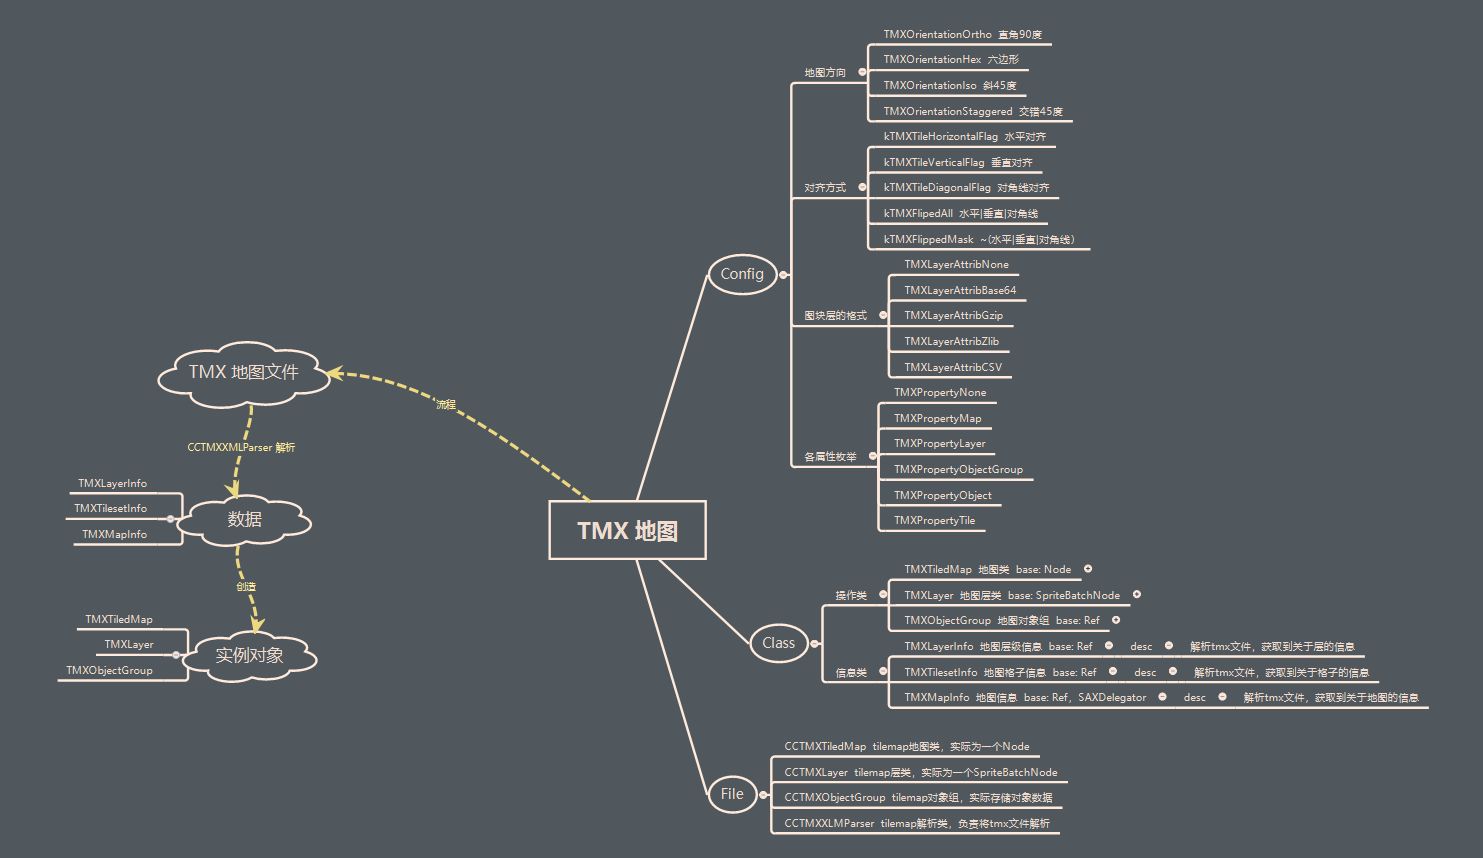 TMX 地图
Config
地图方向
TMXOrientationOrtho 直角90度
TMXOrientationHex 六边形
TMXOrientationIso 斜45度
TMXOrientationStaggered 交错45度
对齐方式
kTMXTileHorizontalFlag 水平对齐
kTMXTileVerticalFlag 垂直对齐
kTMXTileDiagonalFlag 对角线对齐
kTMXFlipedAll 水平|垂直|对角线
kTMXFlippedMask ~(水平|垂直|对角线)
图块层的格式
TMXLayerAttribNone
TMXLayerAttribBase64
TMXLayerAttribGzip
TMXLayerAttribZlib
TMXLayerAttribCSV
各属性枚举
TMXPropertyNone
TMXPropertyMap
TMXPropertyLayer
TMXPropertyObjectGroup
TMXPropertyObject
TMXPropertyTile
Class
操作类
TMXTiledMap 地图类 base: Node
TMXLayer 地图层类 base: SpriteBatchNode
TMXObjectGroup 地图对象组 base: Ref
信息类
TMXLayerInfo 地图层级信息 base: Ref
desc
解析tmx文件，获取到关于层的信息
TMXTilesetInfo 地图格子信息 base: Ref
desc
解析tmx文件，获取到关于格子的信息
TMXMapInfo 地图信息 base: Ref，SAXDelegator
desc
解析tmx文件，获取到关于地图的信息
File
CCTMXTiledMap tilemap地图类，实际为一个Node
CCTMXLayer tilemap层类，实际为一个SpriteBatchNode
CCTMXObjectGroup tilemap对象组，实际存储对象数据
CCTMXXLMParser tilemap解析类，负责将tmx文件解析
流程
TMX 地图文件
CCTMXXMLParser 解析
数据
TMXLayerInfo
TMXTilesetInfo
TMXMapInfo
创造
实例对象
TMXTiledMap
TMXLayer
TMXObjectGroup